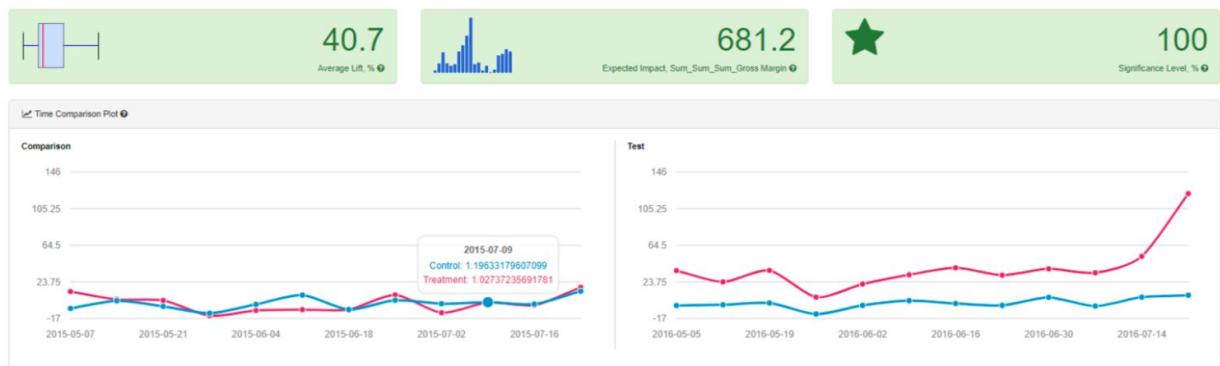 40.7
Average Lift, %
681.2
Expected Impact, Sum_Sum_Sum_Gross Margin
100
Significance Level, %
Time Comparison Plot
Comparison
146
105.25
64.5
23.75
-17
2015-05-07 2015-05-21 2015-06-04 2015-06-18 2015-07-02 2015-07-16
2015-07-09
Control: 1.19633179607099
Treatment: 1.02737235691781
Test
146
105.25
64.5
23.75
-17
2016-05-05 2016-05-19 2016-06-02 2016-06-16 2016-06-30 2016-07-14